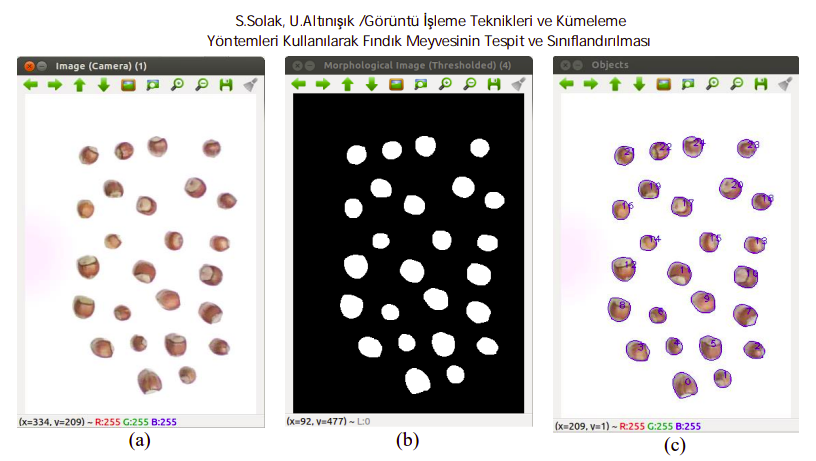 S.Solak, U.Altınışık /Görüntü İşleme Teknikleri ve Kümeleme
Yöntemleri Kullanılarak Fındık Meyvesinin Tespit ve Sınıflandırılması
Image (Camera) (1)
Morphological Image (Thresholded) (4)
Objects
21 22 24 23
19 17 20 18
16
14 15 13
12 11 10
8 6 9 7
3 4 5 2
0 1
(x=334, y=209) ~ R:255 G:255 B:255
(x=92, y=477) ~ L:0
(x=209, y=1) ~ R:255 G:255 B:255
(a)
(b)
(c)